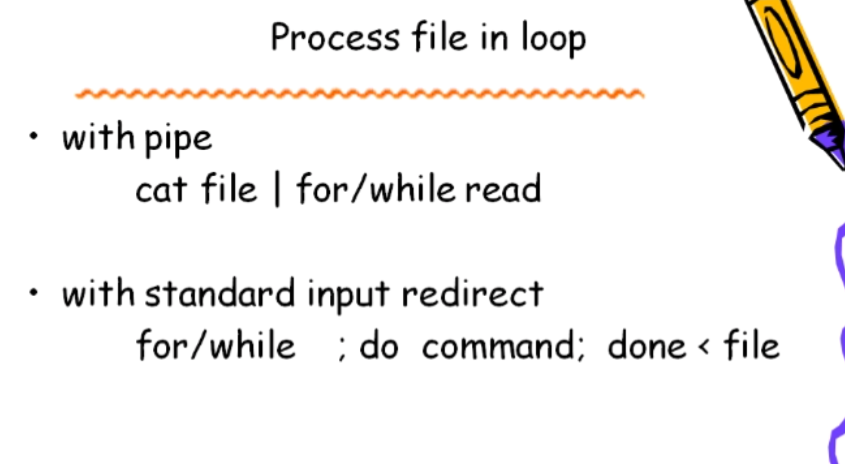 Process file in loop
• with pipe
cat file | for/while read
• with standard input redirect
for/while ; do command; done < file